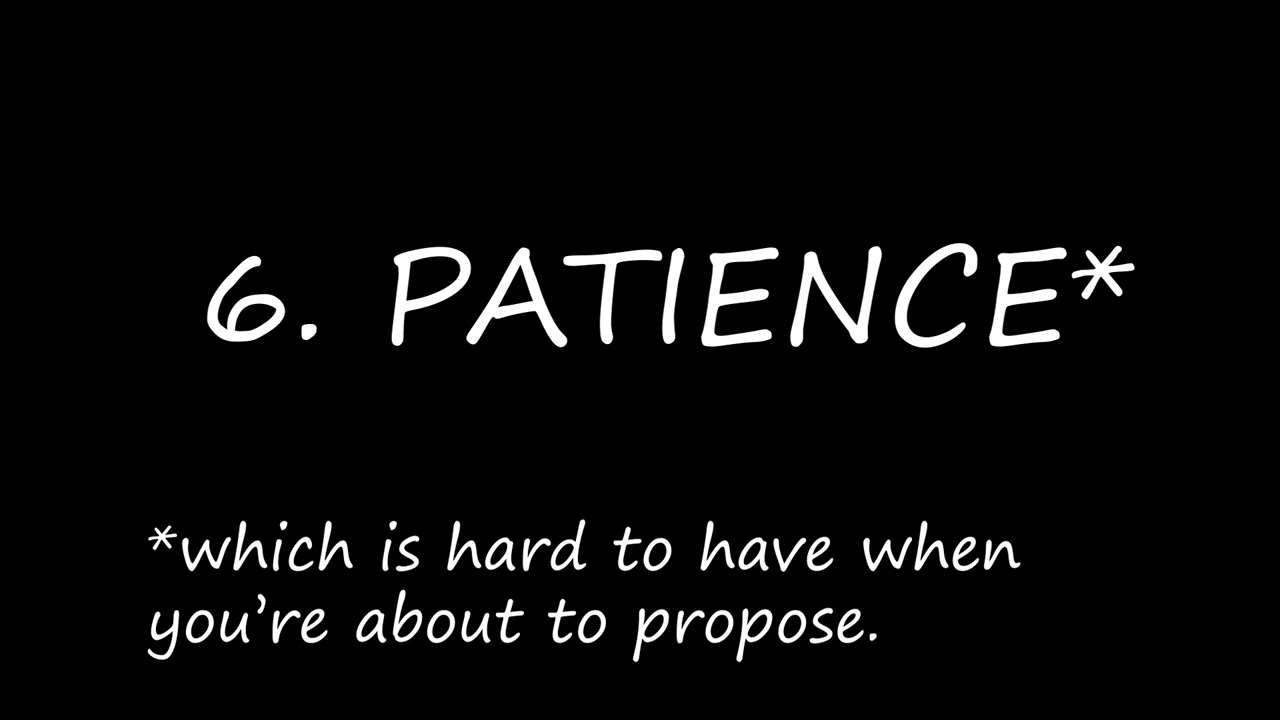 6. PATIENCE*
*which is hard to have when
you’re about to propose.